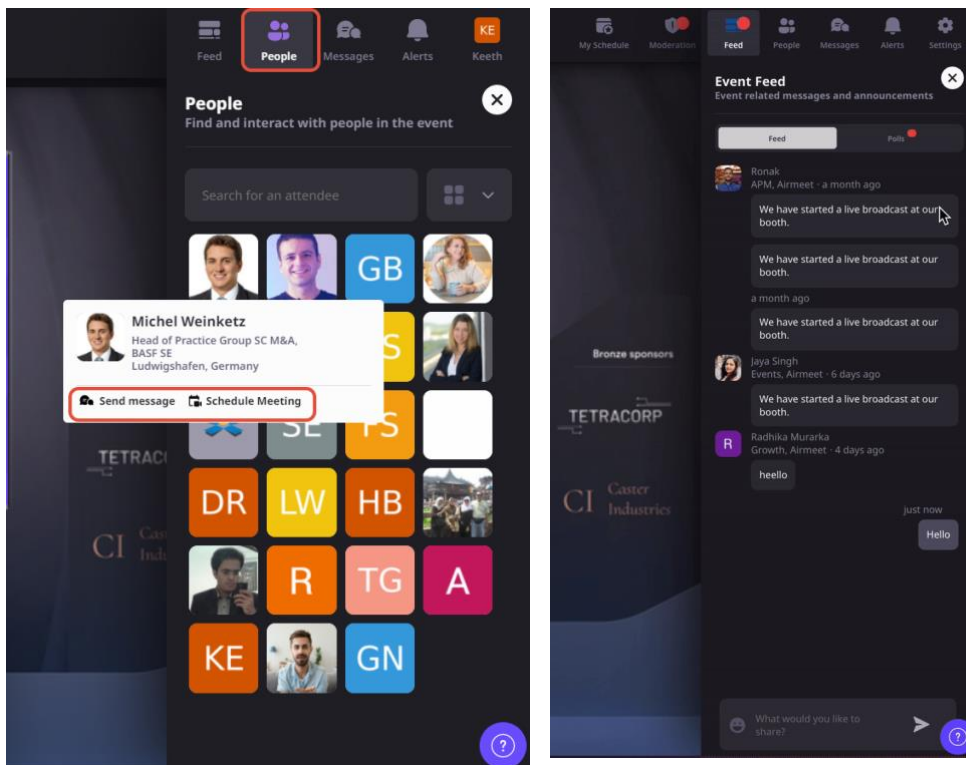 KE
Feed People Messages Alerts Keeth
People
Find and interact with people in the event
Search for an attendee
GB
Michel Weinketz
Head of Practice Group SC M&A,
BASF SE
Ludwigshafen, Germany
S
Send message Schedule Meeting
SE FS
TETRAC
DR LW HB
CI
R TG A
KE GN
?
My Schedule Moderation Feed People Messages Alerts Settings
Event Feed
Event related messages and announcements
Feed Polls
Ronak
APM, Airmeet · a month ago
We have started a live broadcast at our
booth.
We have started a live broadcast at our
booth.
a month ago
We have started a live broadcast at our
booth.
Bronze sponsors
Jaya Singh
Events, Airmeet · 6 days ago
We have started a live broadcast at our
booth.
TETRACORP
R
Radhika Murarka
Growth, Airmeet · 4 days ago
heello
CI Caster
Industries
just now
Hello
What would you like to
share?
?